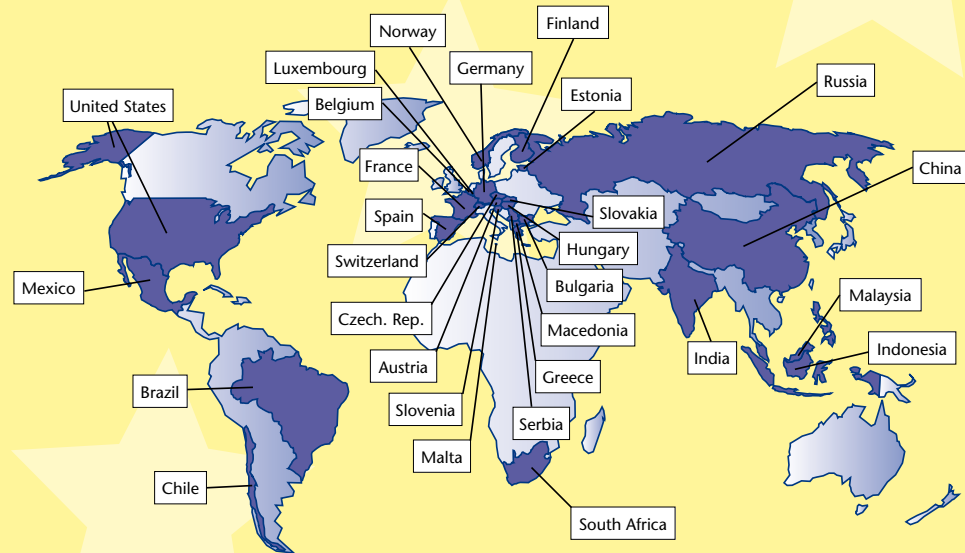 Norway
Finland
Luxembourg
Germany
Russia
United States
Belgium
Estonia
France
China
Spain
Slovakia
Switzerland
Hungary
Mexico
Bulgaria
Malaysia
Czech. Rep.
Macedonia
India
Indonesia
Austria
Greece
Brazil
Slovenia
Serbia
Malta
Chile
South Africa